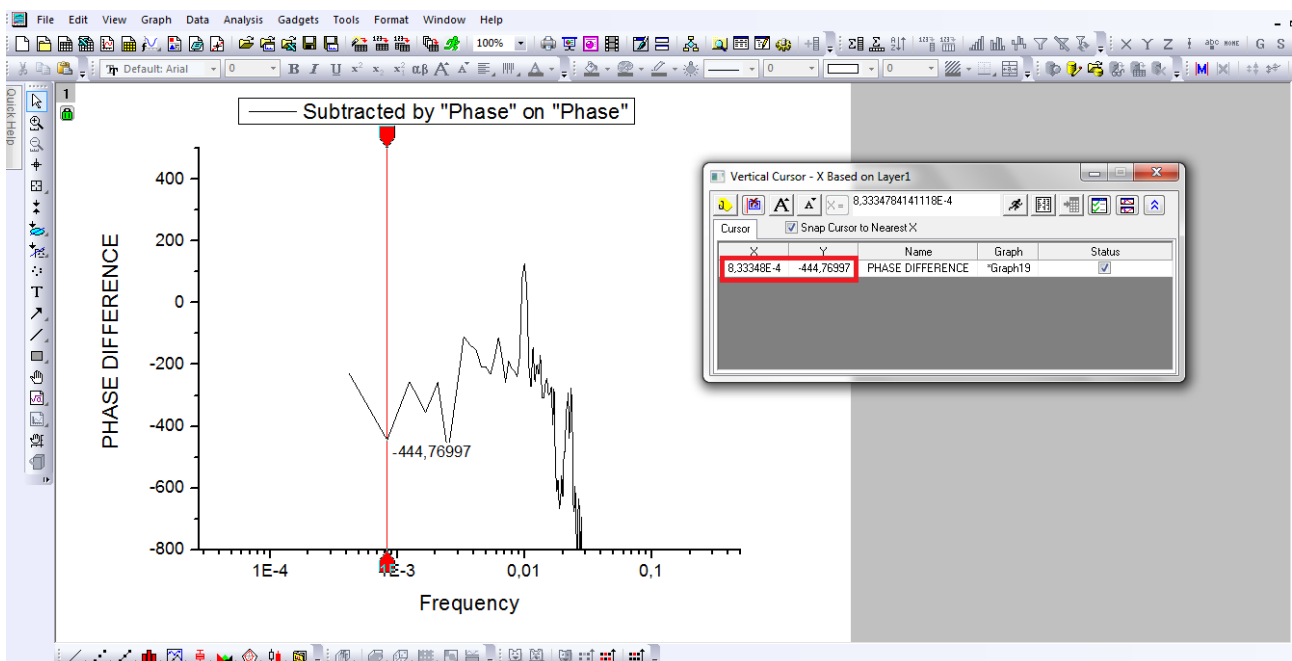 File Edit View Graph Data Analysis Gadgets Tools Format Window Help
100%
Default: Arial 0 B I U 0 0
Quick Help
1
Subtracted by "Phase" on "Phase"
PHASE DIFFERENCE
400
200
0
-200
-400
-600
-800
-444,76997
1E-4 1E-3 0,01 0,1
Frequency
Vertical Cursor - X Based on Layer1
X = 8,3334784141118E-4
Cursor Snap Cursor to Nearest X
X Y Name Graph Status
8,33348E-4 -444,76997 PHASE DIFFERENCE *Graph19
X Y Z
G S
T
M